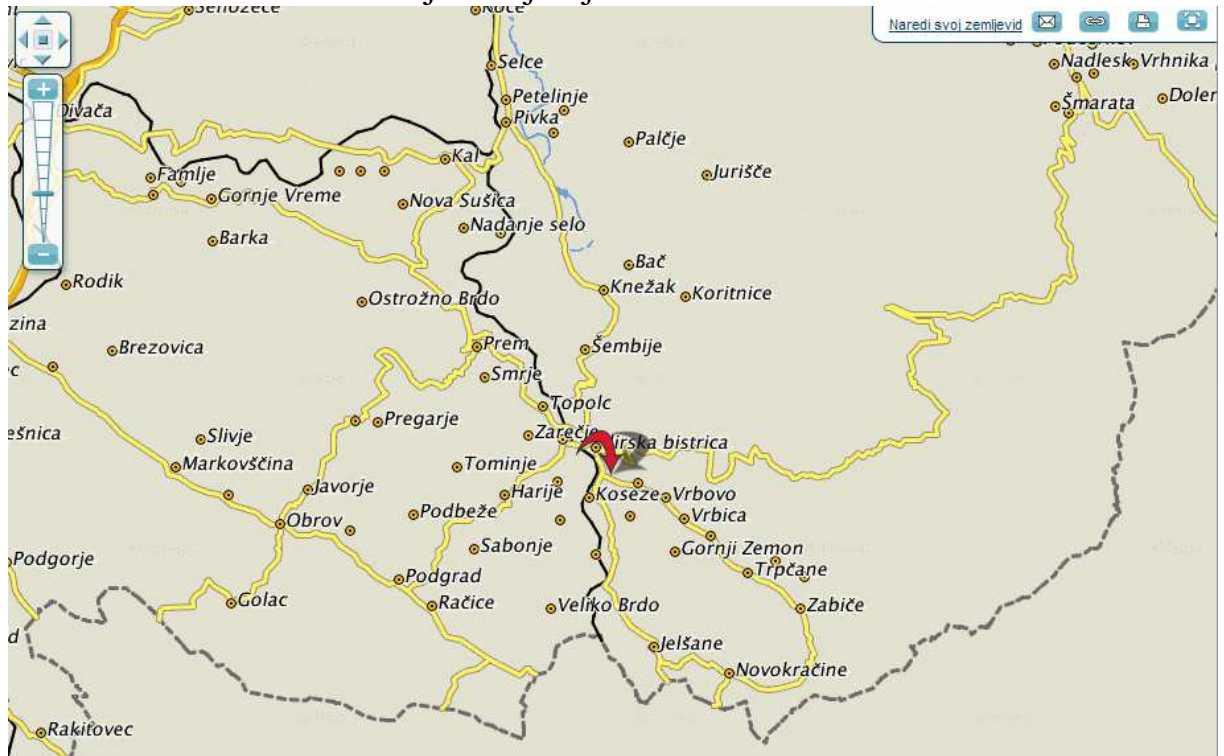 Senožeče
Naredi svoj zemljevid
Selce
Nadlesk
Vrhnika
Petelinje
Divača
Šmarata
Pivka
Palčje
Kal
Famlje
Jurišče
Gornje Vreme
Nova Sušica
Nadanje selo
Barka
Bač
Rodik
Knežak
Koritnice
Ostrožno Brdo
zina
Brezovica
Prem
Šembije
Smrje
Topolc
Pregarje
ešnica
Slivje
Zarečje
Ilirska bistrica
Markovščina
Tominje
Javorje
Harije
Koseze
Vrbovo
Podbeže
Vrbica
Obrov
Sabonje
Gornji Zemon
Podgorje
Podgrad
Trpčane
Golac
Račice
Veliko Brdo
Zabiče
Jelšane
Novokračine
Rakitovec